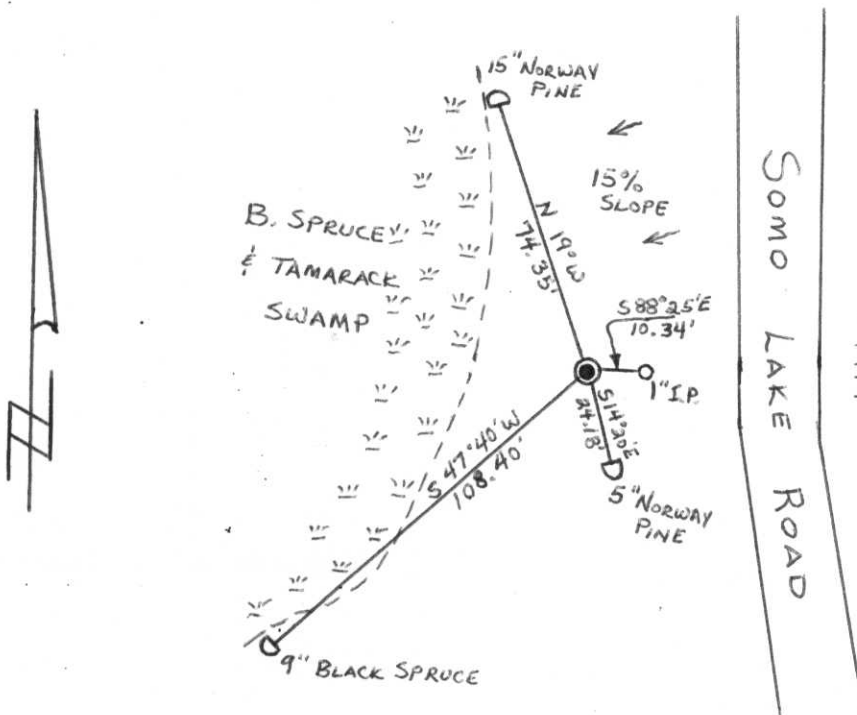 15" NORWAY
PINE
15%
SLOPE
B. SPRUCE
& TAMARACK
SWAMP
N 19° W
74.35'
S 88° 25' E
10.34'
1" I.P.
S 14° 20' E
24.18'
5" NORWAY
PINE
S 47° 40' W
108.40'
9" BLACK SPRUCE
SOMO LAKE ROAD
N